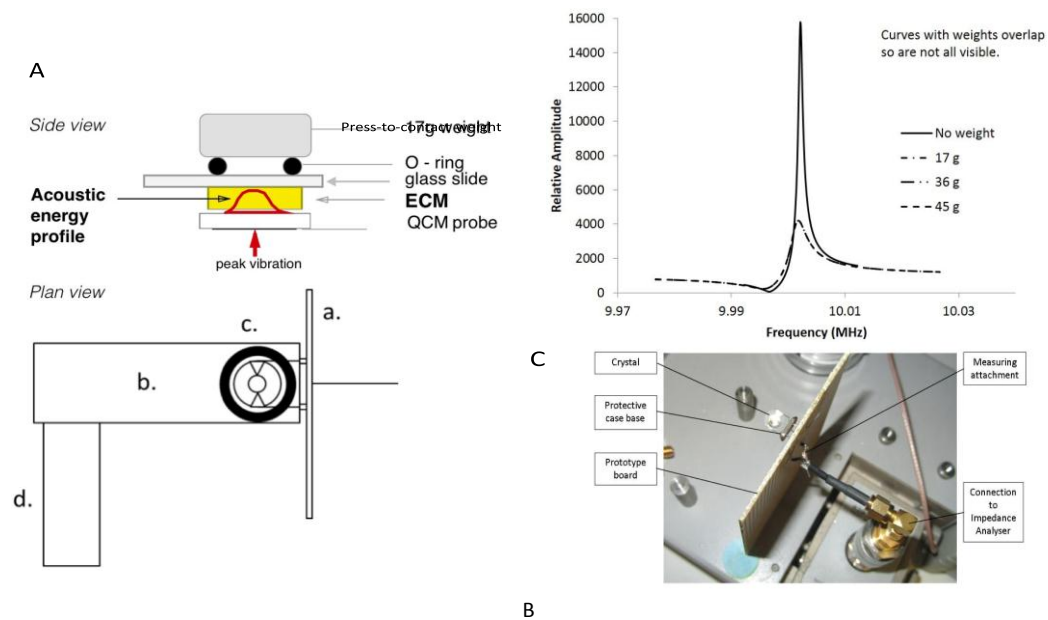 A
Side view
Press-to-contact weight
17g weight
O - ring
glass slide
Acoustic
energy
profile
ECM
QCM probe
peak vibration
Plan view
a.
b.
c.
d.
16000
14000
12000
10000
8000
6000
4000
2000
0
Relative Amplitude
9.97
9.99
10.01
10.03
Frequency (MHz)
Curves with weights overlap
so are not all visible.
No weight
17 g
36 g
45 g
C
Crystal
Protective
case base
Prototype
board
Measuring
attachment
Connection
to
Impedance
Analyser
B